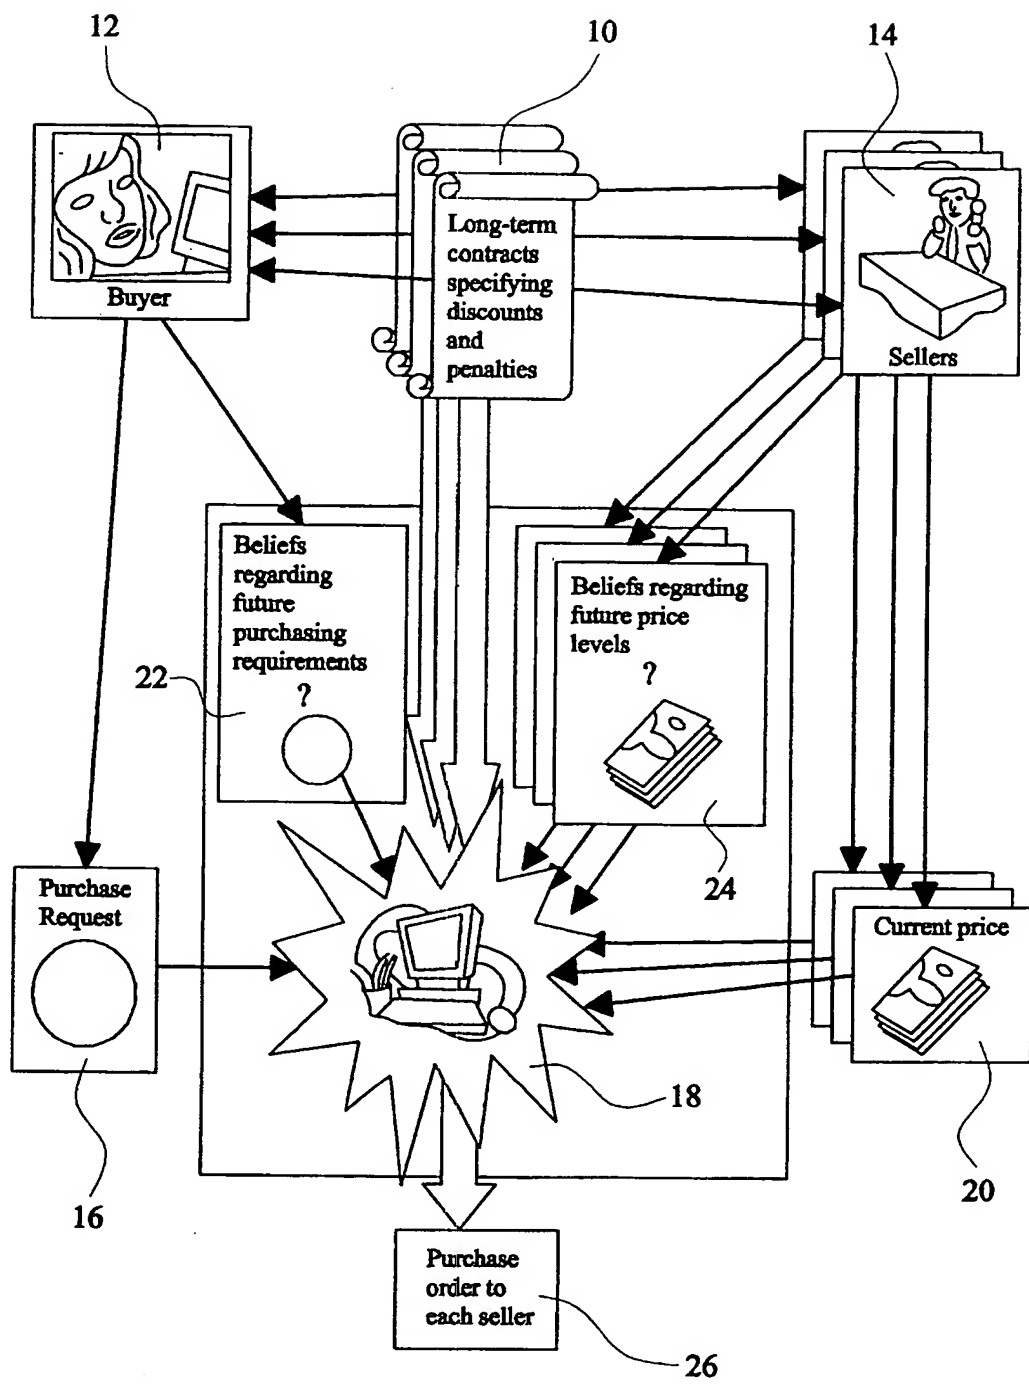 12
10
14
Long-term
contracts
specifying
discounts
and
penalties
Buyer
Sellers
Beliefs
regarding
future
purchasing
requirements
?
22
Beliefs regarding
future price
levels
?
24
Purchase
Request
Current price
18
16
20
Purchase
order to
each seller
26